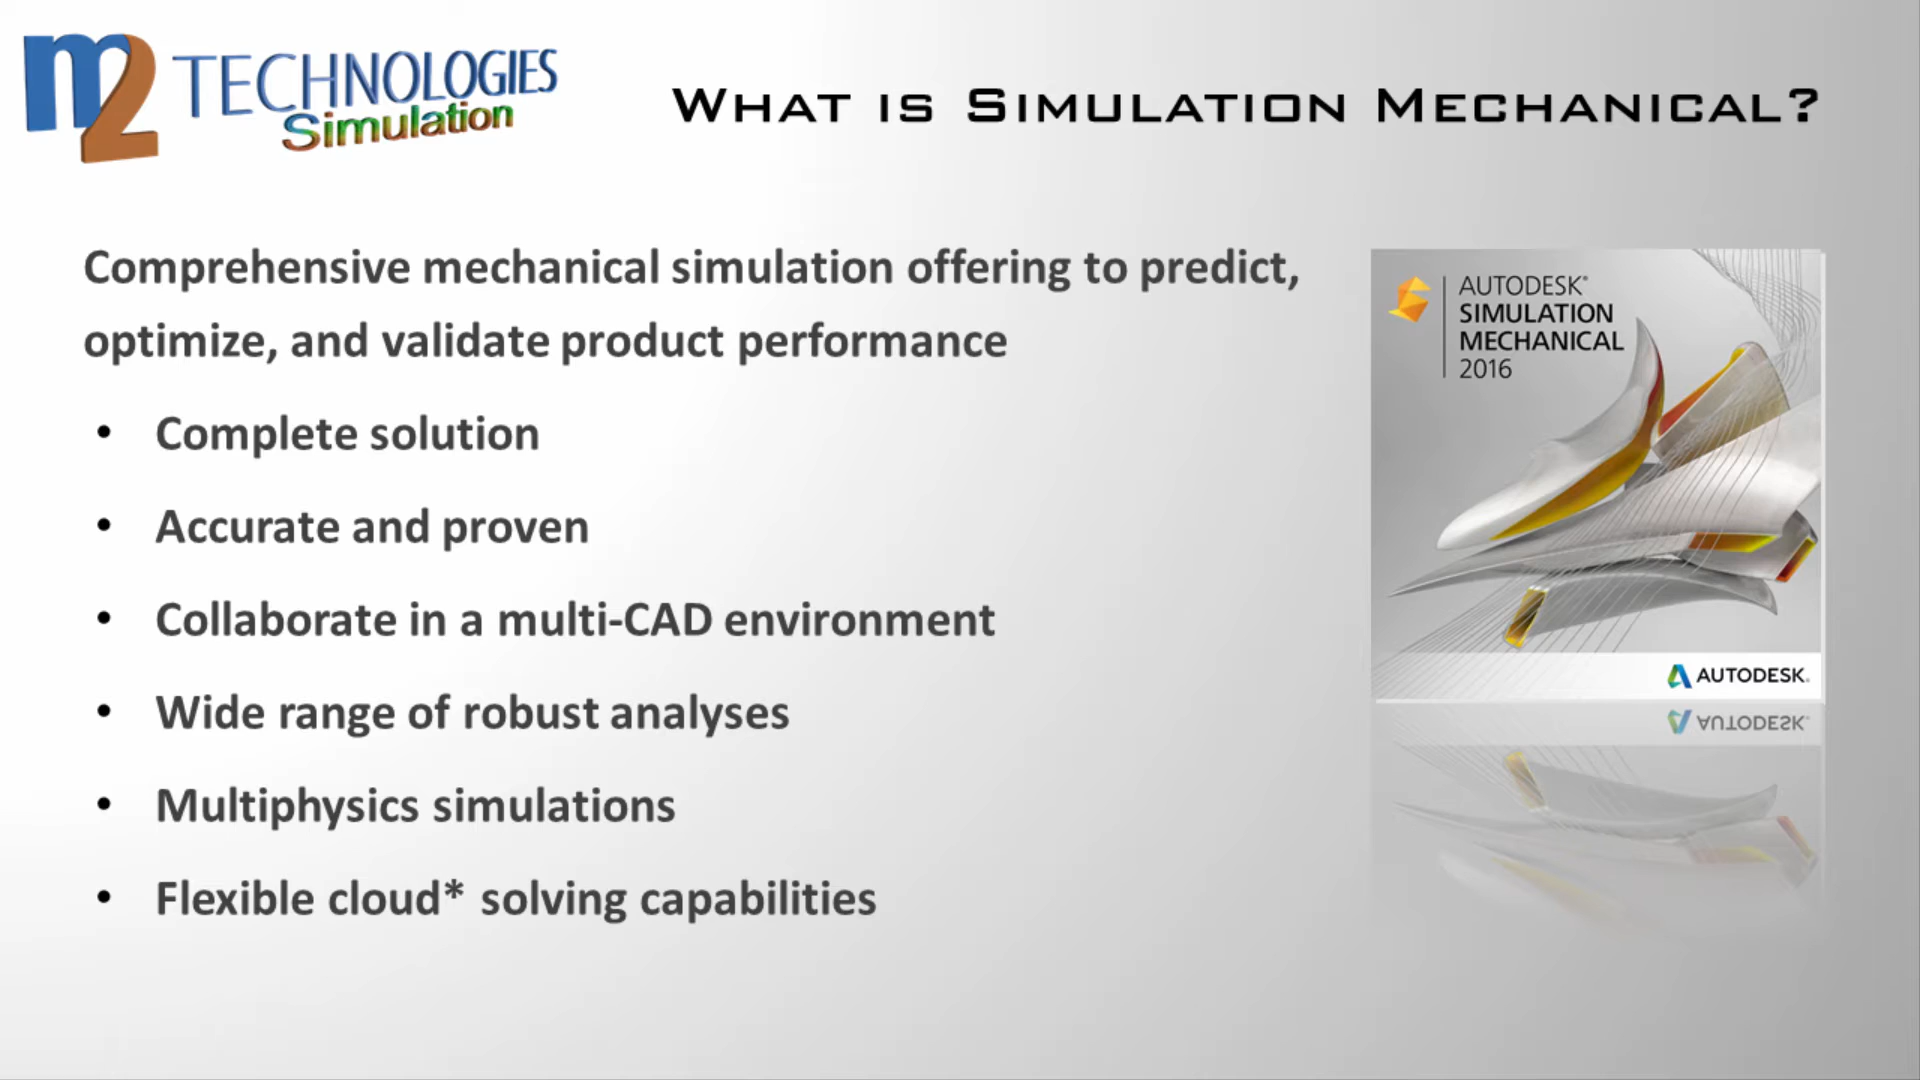 m2 TECHNOLOGIES
Simulation
WHAT IS SIMULATION MECHANICAL?
Comprehensive mechanical simulation offering to predict,
optimize, and validate product performance
• Complete solution
• Accurate and proven
• Collaborate in a multi-CAD environment
• Wide range of robust analyses
• Multiphysics simulations
• Flexible cloud* solving capabilities
AUTODESK®
SIMULATION
MECHANICAL
2016
AUTODESK®
AUTODESK®